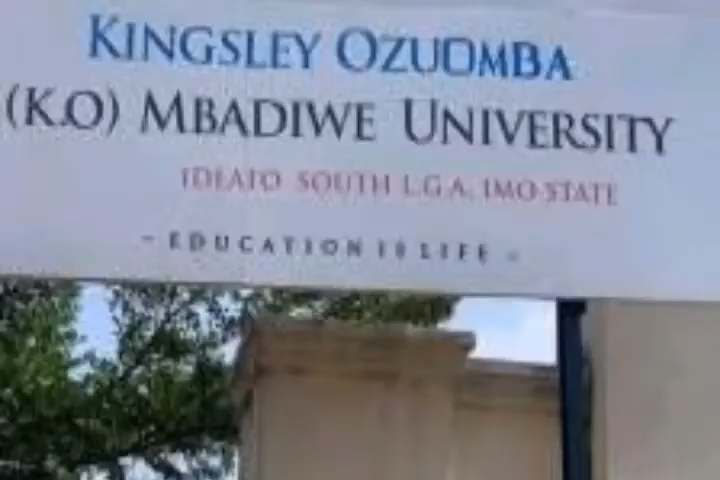 KINGSLEY OZUOMBA
(K.O) MBADIWE UNIVERSITY
IDEATO SOUTH L.G.A. IMO STATE
- EDUCATION IS LIFE -